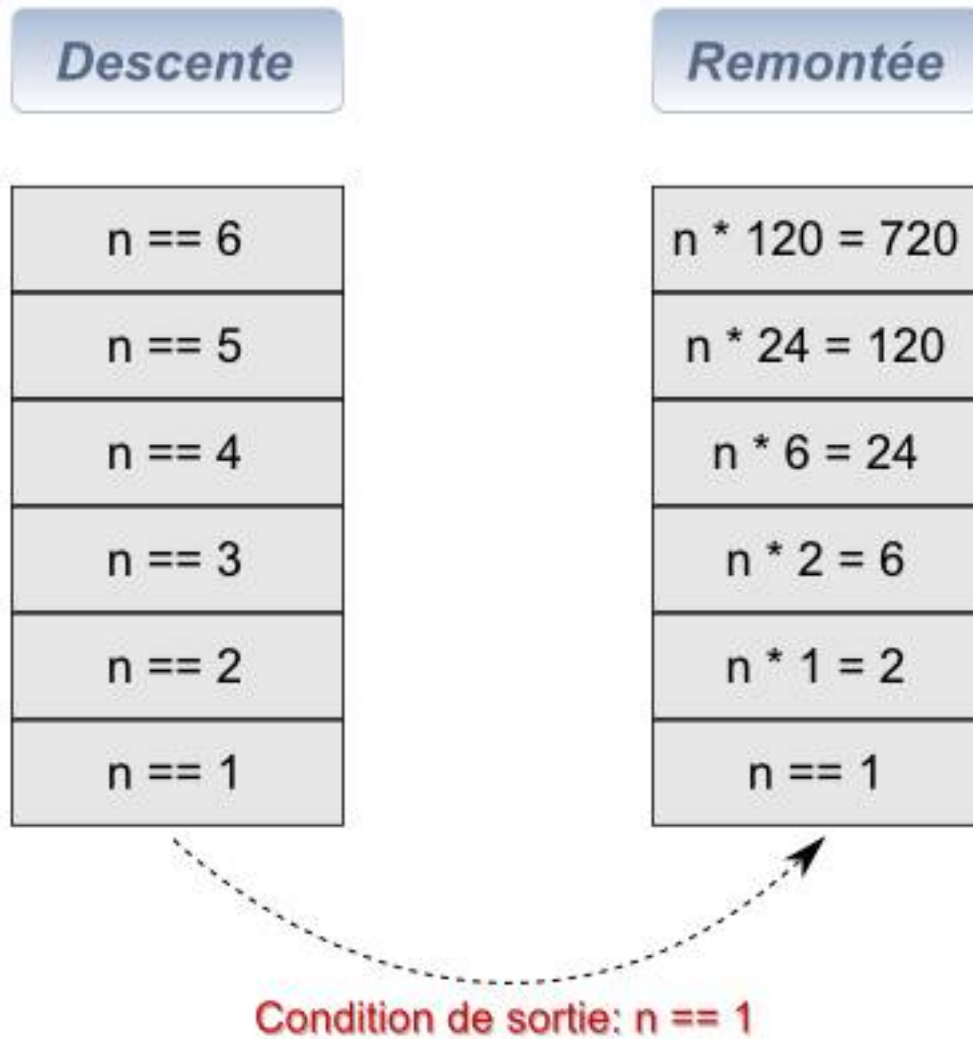 Descente
Remontée
n == 6
n == 5
n == 4
n == 3
n == 2
n == 1
n * 120 = 720
n * 24 = 120
n * 6 = 24
n * 2 = 6
n * 1 = 2
n == 1
Condition de sortie: n == 1